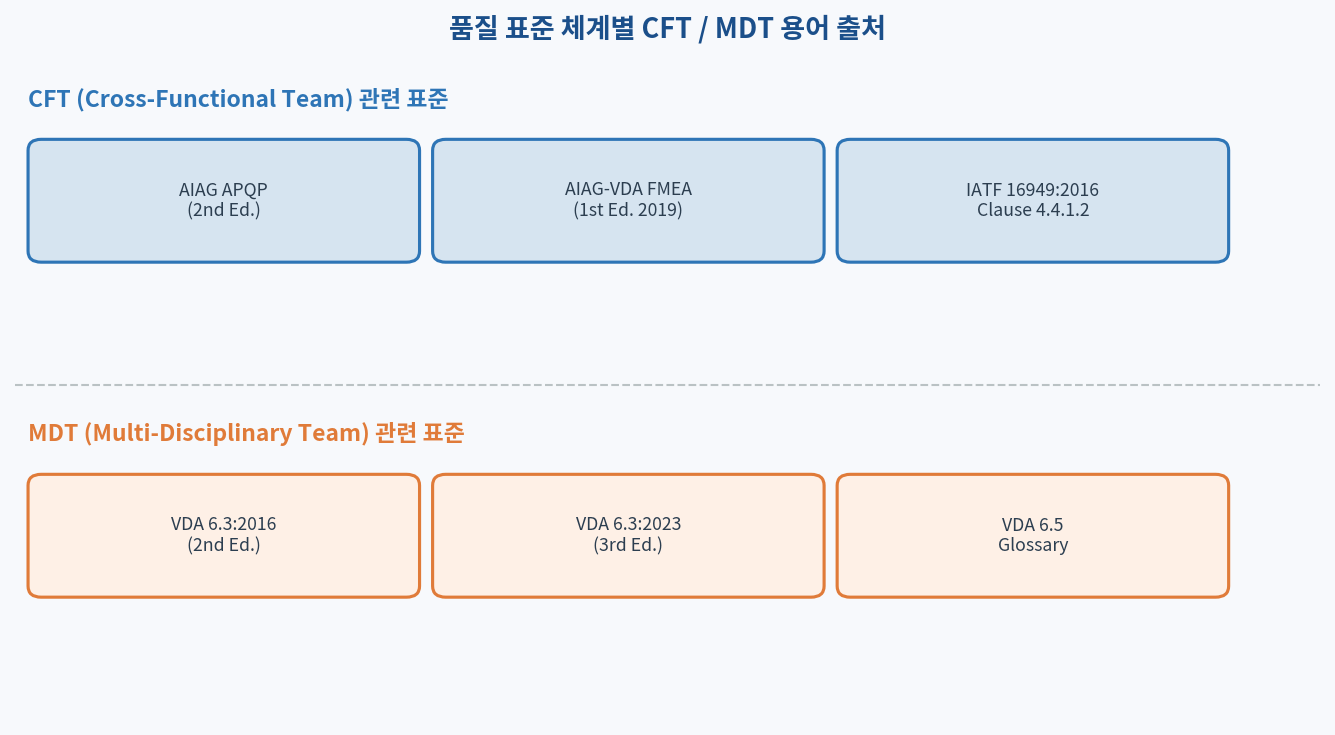 품질 표준 체계별 CFT / MDT 용어 출처
CFT (Cross-Functional Team) 관련 표준
AIAG APQP
(2nd Ed.)
AIAG-VDA FMEA
(1st Ed. 2019)
IATF 16949:2016
Clause 4.4.1.2
MDT (Multi-Disciplinary Team) 관련 표준
VDA 6.3:2016
(2nd Ed.)
VDA 6.3:2023
(3rd Ed.)
VDA 6.5
Glossary